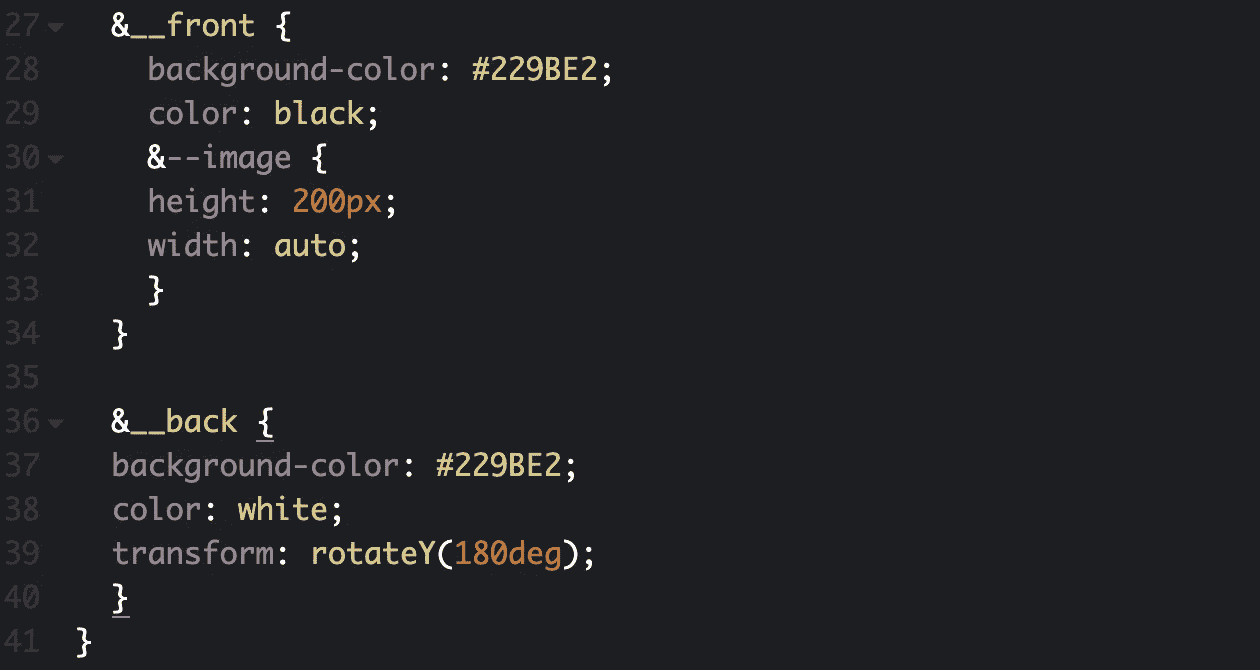 27 &__front {
28 background-color: #229BE2;
29 color: black;
30 &--image {
31 height: 200px;
32 width: auto;
33 }
34 }
35
36 &__back {
37 background-color: #229BE2;
38 color: white;
39 transform: rotateY(180deg);
40 }
41 }